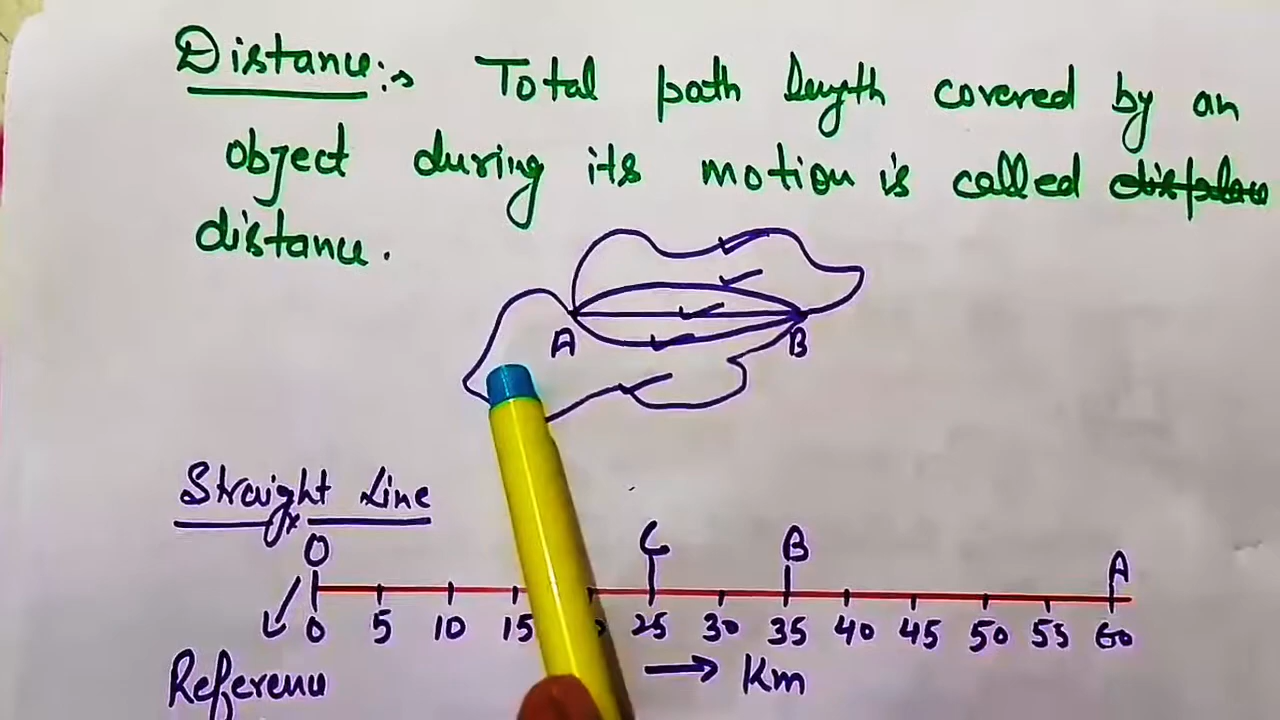 Distance:→ Total path length covered by an
object during its motion is called
distance.
A B
Straight Line
O C B A
0 5 10 15 25 30 35 40 45 50 55 60
Reference → Km